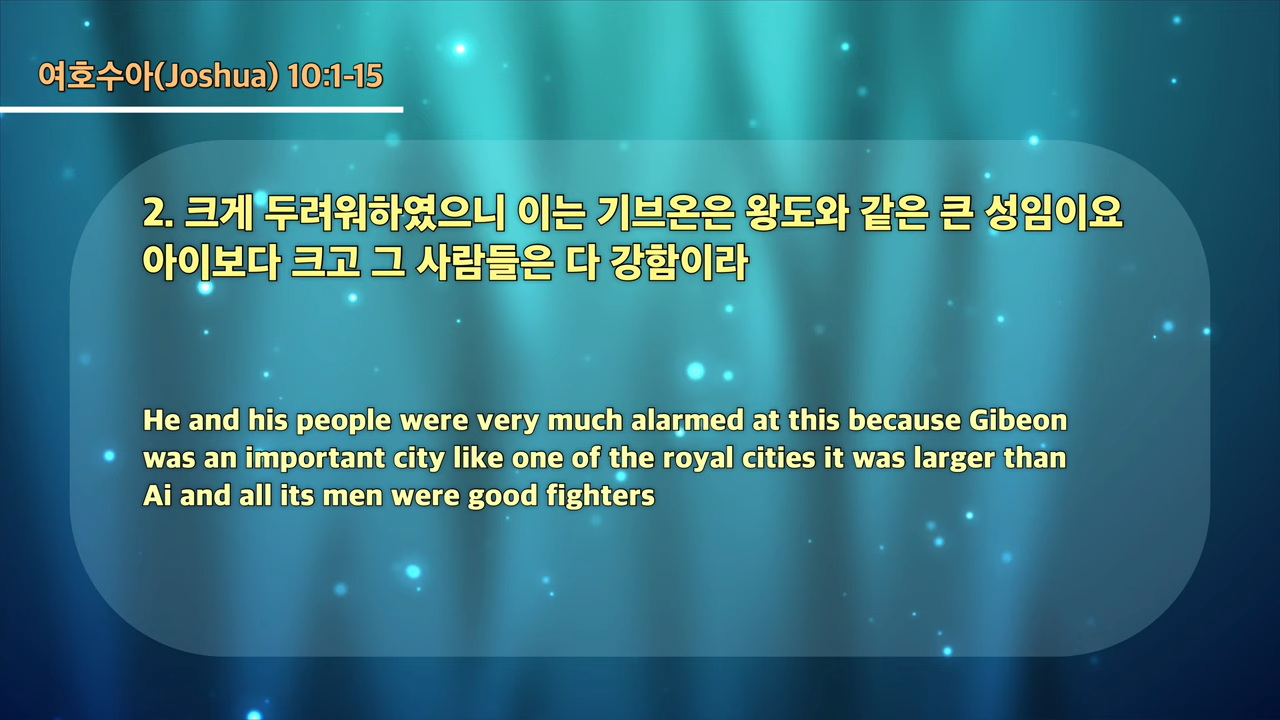 여호수아(Joshua) 10:1-15
2. 크게 두려워하였으니 이는 기브온은 왕도와 같은 큰 성임이요
아이보다 크고 그 사람들은 다 강함이라
He and his people were very much alarmed at this because Gibeon
was an important city like one of the royal cities it was larger than
Ai and all its men were good fighters